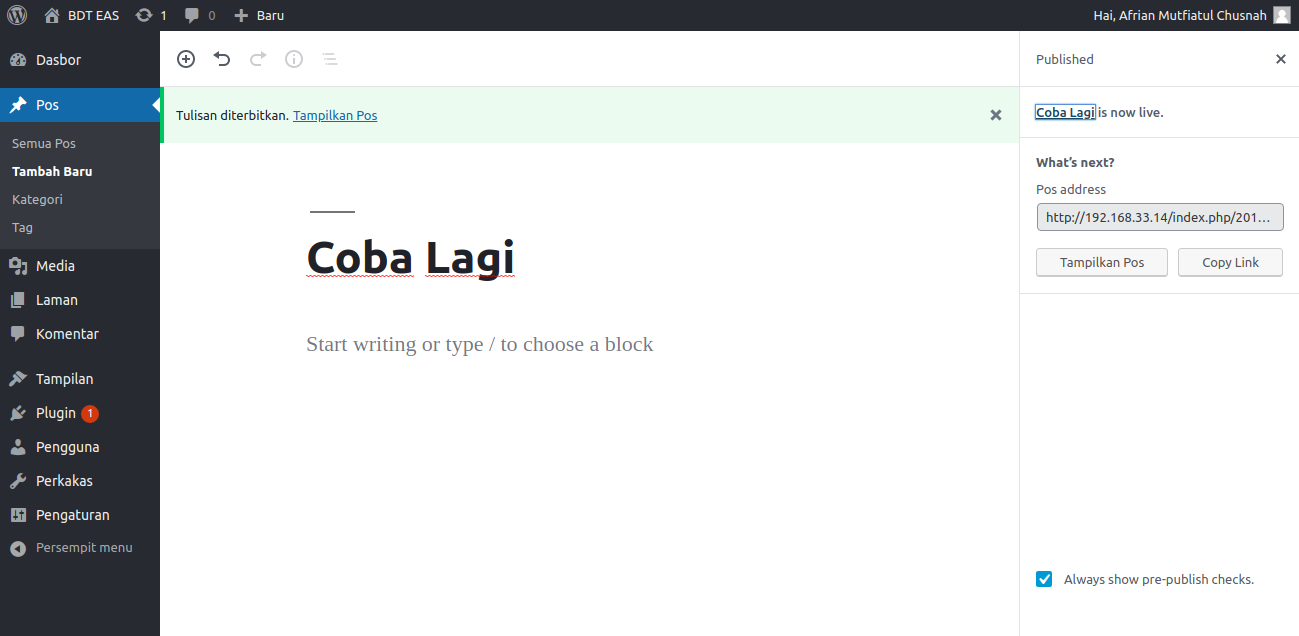 BDT EAS 1 0 Baru Hai, Afrian Mutfiatul Chusnah
Dasbor
Pos
Semua Pos
Tambah Baru
Kategori
Tag
Media
Laman
Komentar
Tampilan
Plugin 1
Pengguna
Perkakas
Pengaturan
Persempit menu
Tulisan diterbitkan. Tampilkan Pos
Coba Lagi
Start writing or type / to choose a block
Published
Coba Lagi is now live.
What's next?
Pos address
http://192.168.33.14/index.php/201...
Tampilkan Pos Copy Link
Always show pre-publish checks.